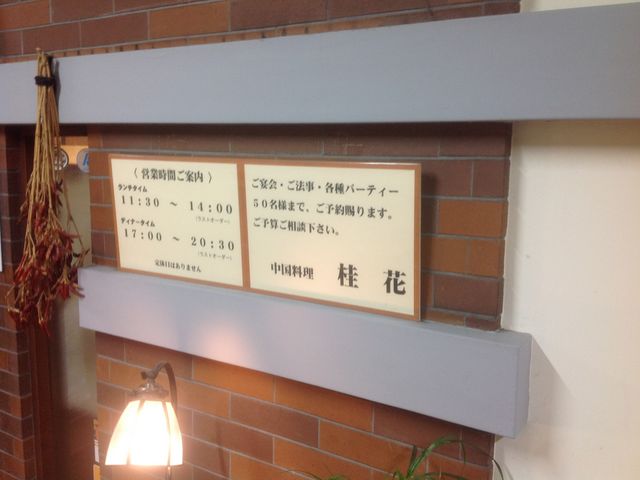 〈 営業時間ご案内 〉
ランチタイム
11:30 ～ 14:00
(ラストオーダー)
ディナータイム
17:00 ～ 20:30
(ラストオーダー)
定休日はありません
ご宴会・ご法事・各種パーティー
５０名様まで、ご予約賜ります。
ご予算ご相談下さい。
中国料理 桂花